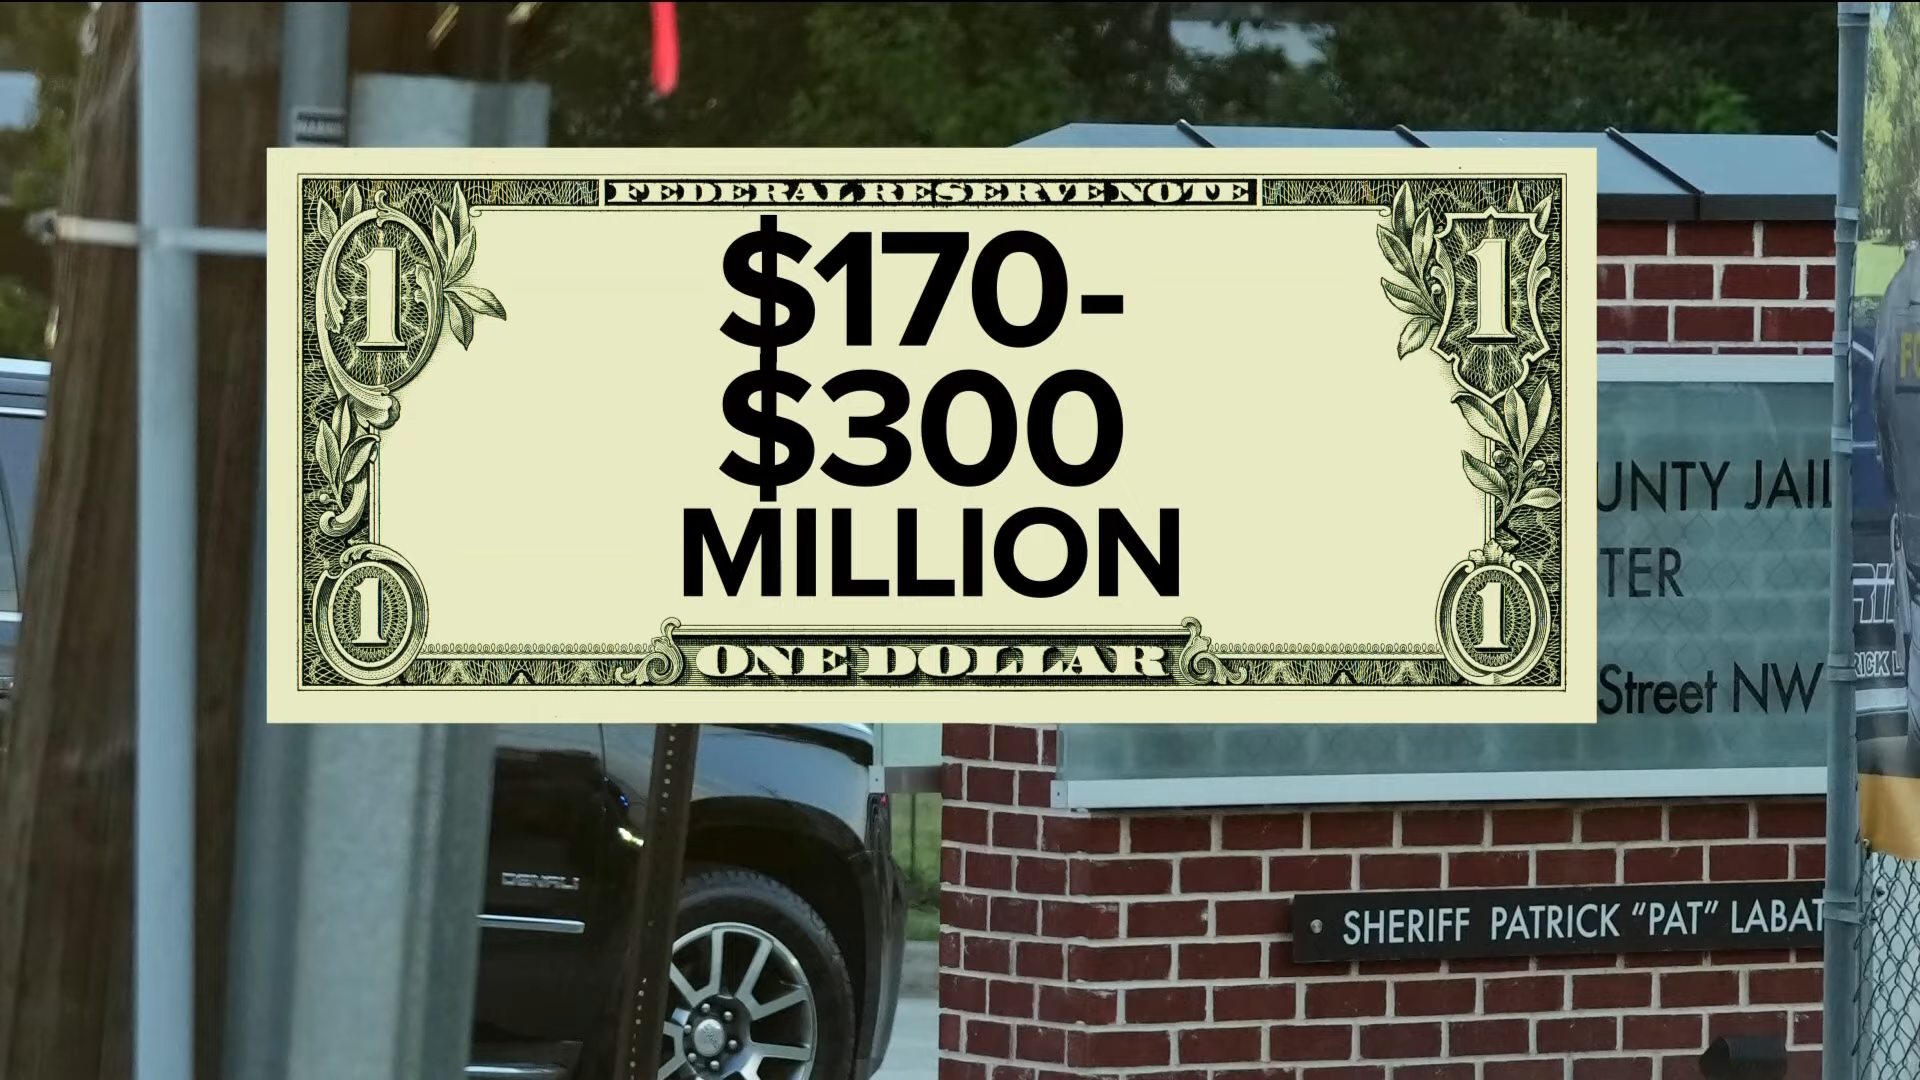 FEDERAL RESERVE NOTE
1
1
$170-
$300
MILLION
1
1
ONE DOLLAR
UNTY JAIL
TER
Street NW
DENALI
SHERIFF PATRICK “PAT” LABAT